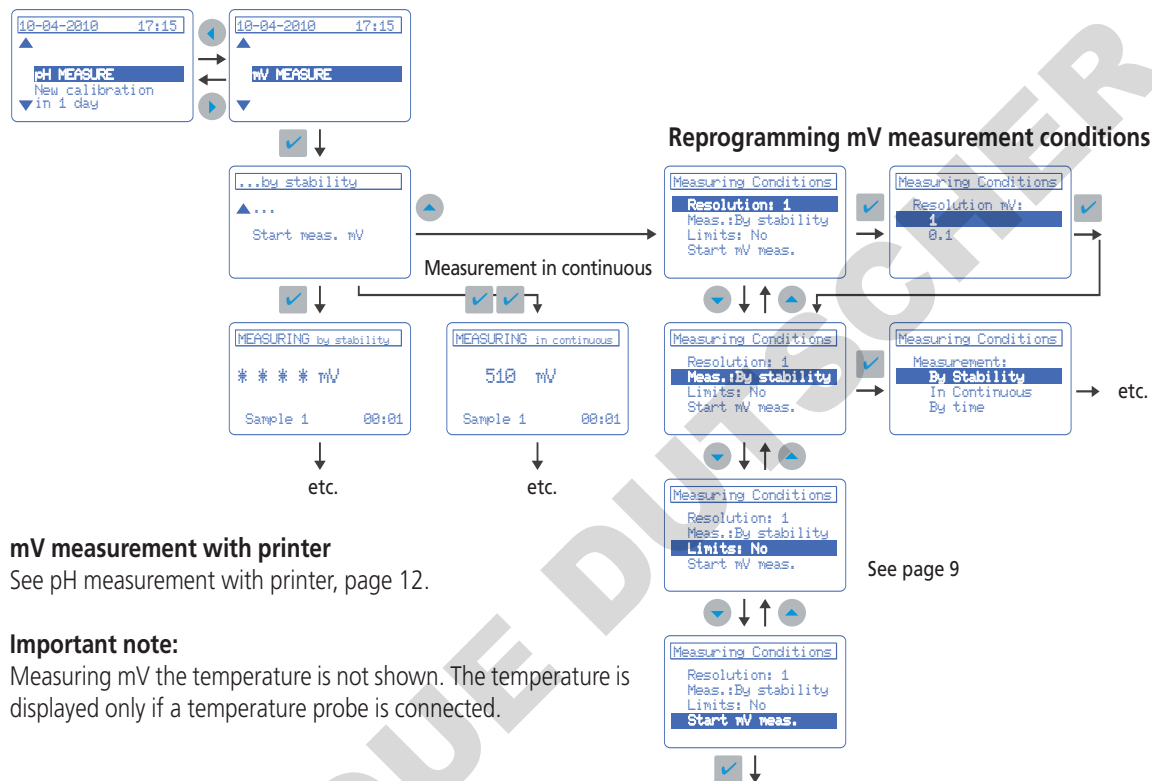 10-04-2010 17:15
pH MEASURE
New calibration
in 1 day
10-04-2010 17:15
mV MEASURE
...by stability
...
Start meas. mV
Measurement in continuous
MEASURING by stability
* * * * mV
Sample 1 00:01
etc.
MEASURING in continuous
510 mV
Sample 1 00:01
etc.
Reprogramming mV measurement conditions
Measuring Conditions
Resolution: 1
Meas.:By stability
Limits: No
Start mV meas.
Measuring Conditions
Resolution mV:
1
0.1
Measuring Conditions
Resolution: 1
Meas.:By stability
Limits: No
Start mV meas.
Measuring Conditions
Measurement:
By Stability
In Continuous
By time
etc.
Measuring Conditions
Resolution: 1
Meas.:By stability
Limits: No
Start mV meas.
See page 9
Measuring Conditions
Resolution: 1
Meas.:By stability
Limits: No
Start mV meas.
mV measurement with printer
See pH measurement with printer, page 12.
Important note:
Measuring mV the temperature is not shown. The temperature is
displayed only if a temperature probe is connected.
UE DUTSCHER